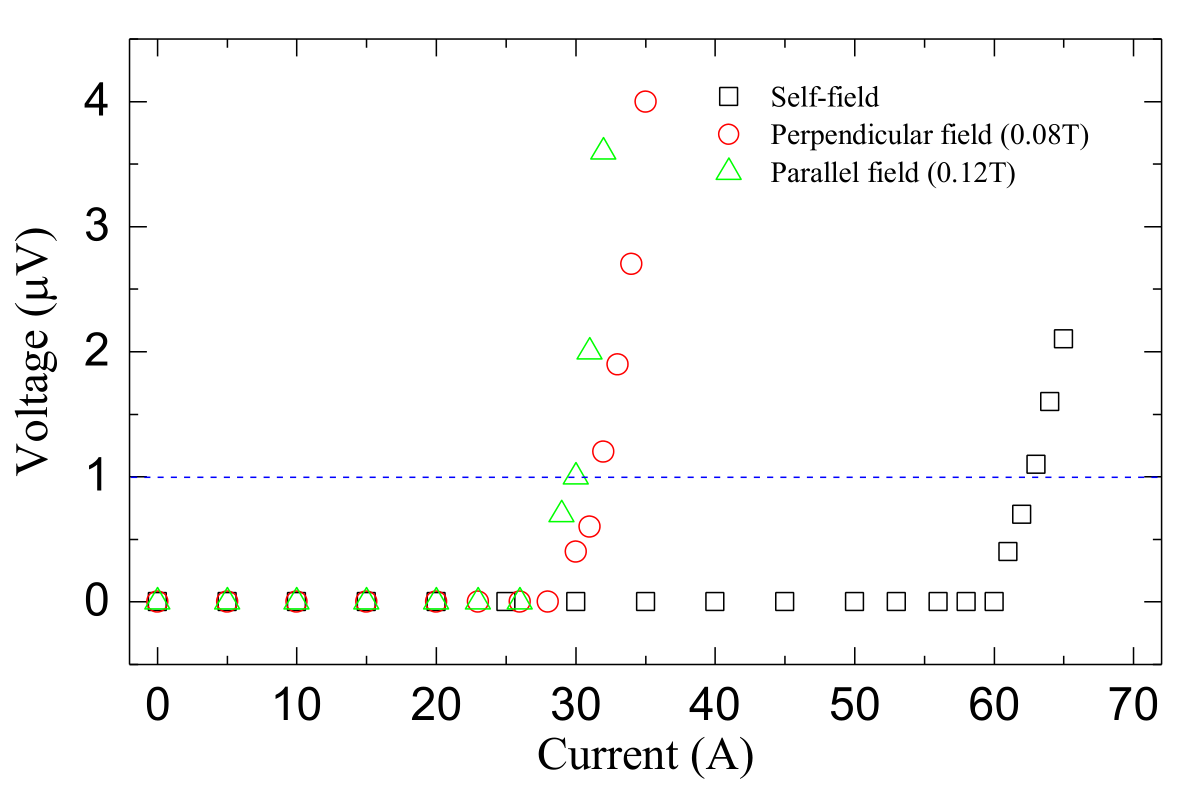 4
3
2
1
0
Voltage (μV)
Self-field
Perpendicular field (0.08T)
Parallel field (0.12T)
0 10 20 30 40 50 60 70
Current (A)